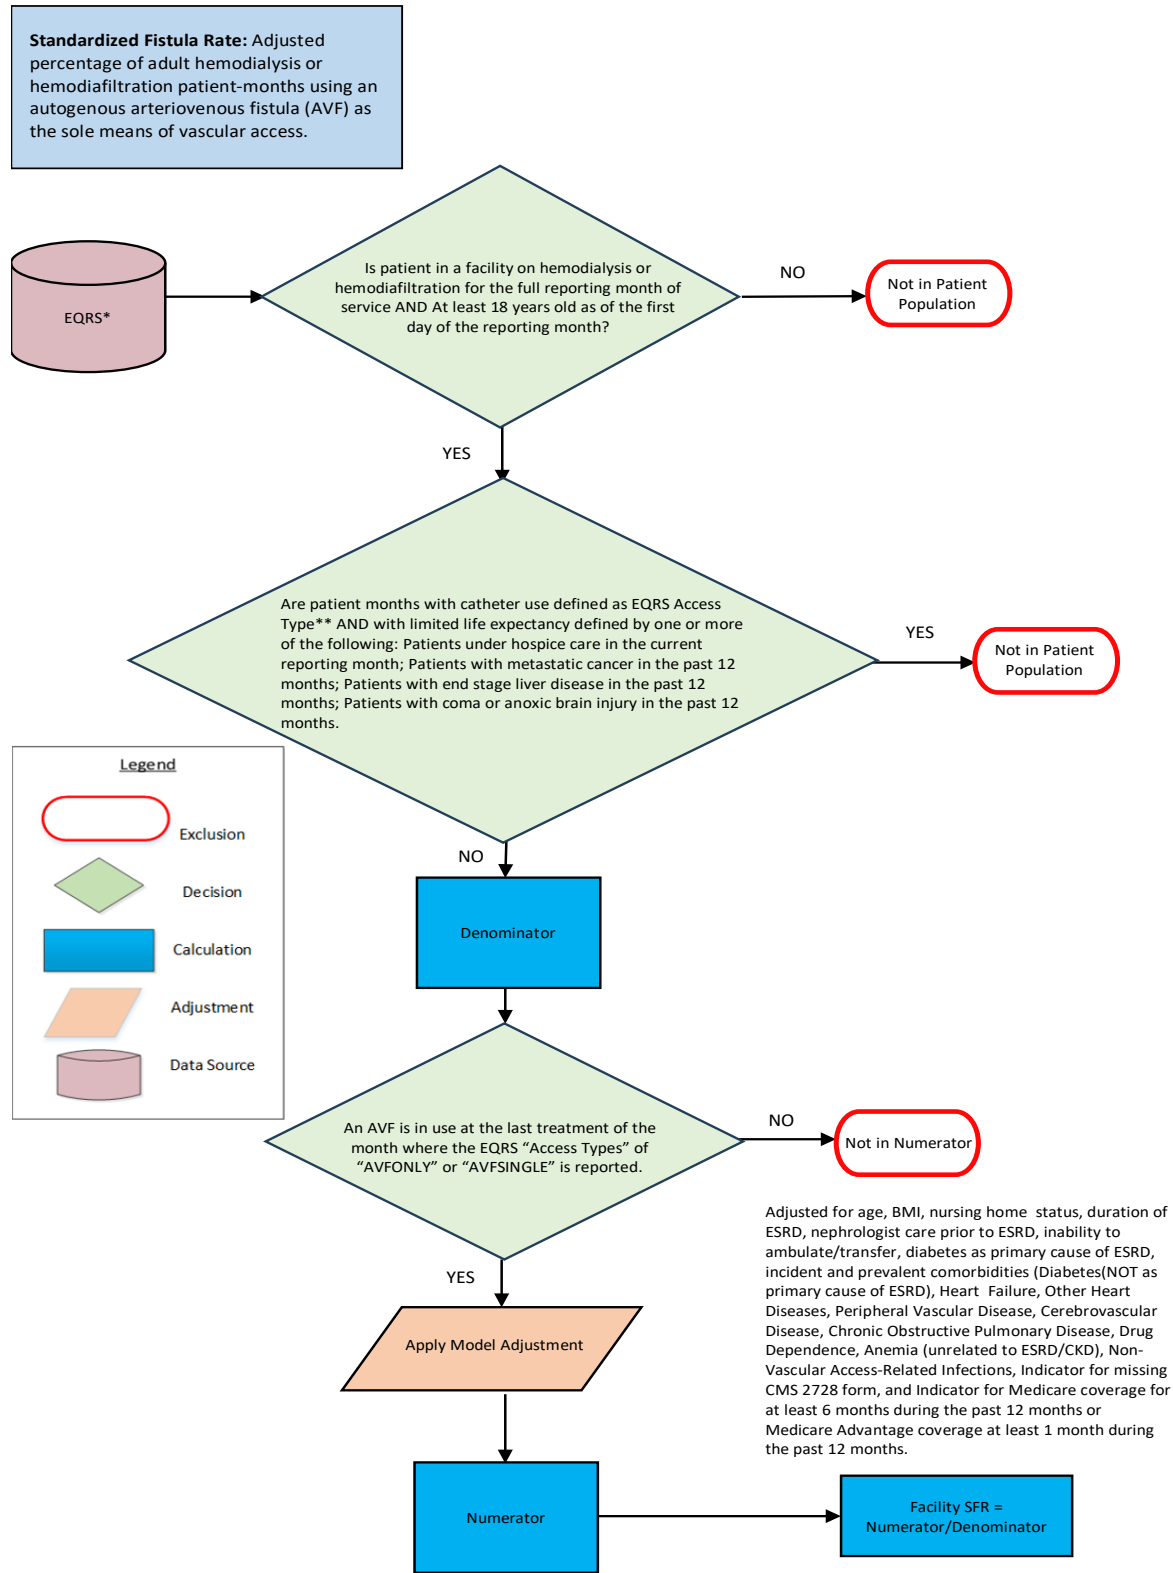 Standardized Fistula Rate: Adjusted
percentage of adult hemodialysis or
hemodiafiltration patient-months using an
autogenous arteriovenous fistula (AVF) as
the sole means of vascular access.
EQRS*
Is patient in a facility on hemodialysis or
hemodiafiltration for the full reporting month of
service AND At least 18 years old as of the first
day of the reporting month?
NO
Not in Patient
Population
YES
Are patient months with catheter use defined as EQRS Access
Type** AND with limited life expectancy defined by one or more
of the following: Patients under hospice care in the current
reporting month; Patients with metastatic cancer in the past 12
months; Patients with end stage liver disease in the past 12
months; Patients with coma or anoxic brain injury in the past 12
months.
YES
Not in Patient
Population
Legend
Exclusion
Decision
Calculation
Adjustment
Data Source
NO
Denominator
An AVF is in use at the last treatment of the
month where the EQRS “Access Types” of
“AVFONLY” or “AVFSINGLE” is reported.
NO
Not in Numerator
YES
Apply Model Adjustment
Adjusted for age, BMI, nursing home status, duration of
ESRD, nephrologist care prior to ESRD, inability to
ambulate/transfer, diabetes as primary cause of ESRD,
incident and prevalent comorbidities (Diabetes(NOT as
primary cause of ESRD), Heart Failure, Other Heart
Diseases, Peripheral Vascular Disease, Cerebrovascular
Disease, Chronic Obstructive Pulmonary Disease, Drug
Dependence, Anemia (unrelated to ESRD/CKD), Non-
Vascular Access-Related Infections, Indicator for missing
CMS 2728 form, and Indicator for Medicare coverage for
at least 6 months during the past 12 months or
Medicare Advantage coverage at least 1 month during
the past 12 months.
Numerator
Facility SFR =
Numerator/Denominator